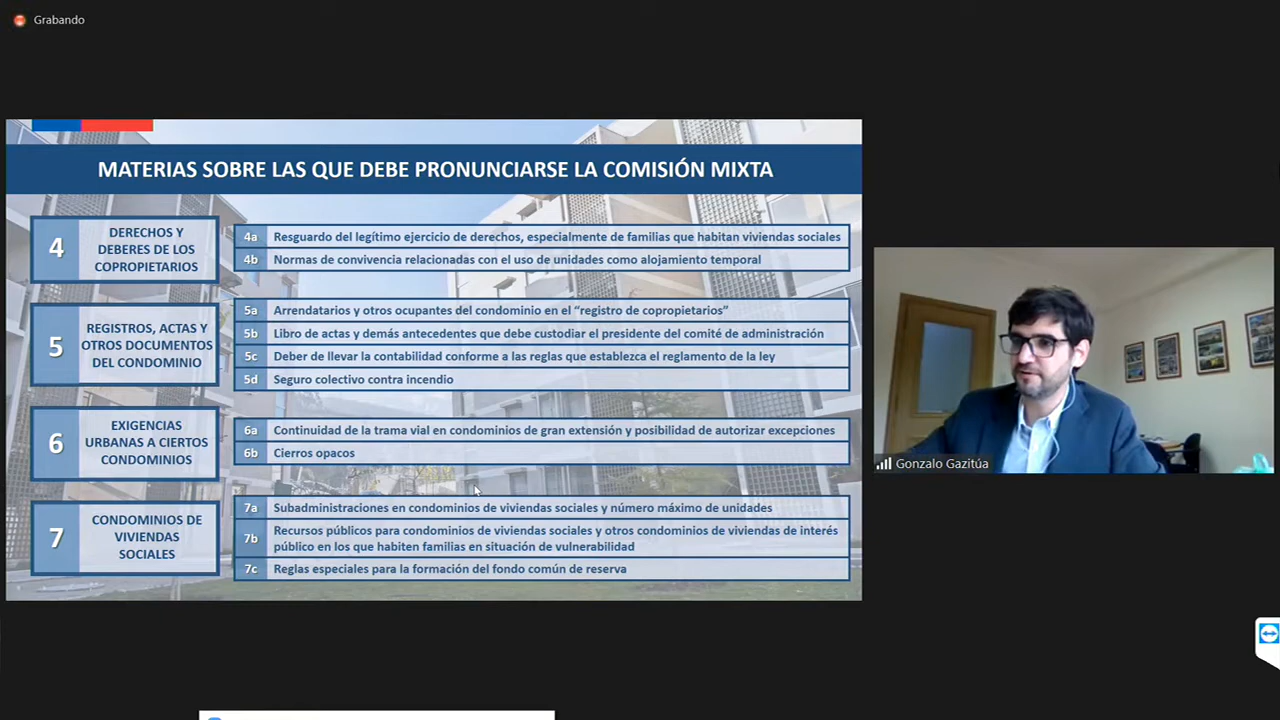 Grabando
MATERIAS SOBRE LAS QUE DEBE PRONUNCIARSE LA COMISIÓN MIXTA
4
DERECHOS Y
DEBERES DE LOS
COPROPIETARIOS
4a Resguardo del legítimo ejercicio de derechos, especialmente de familias que habitan viviendas sociales
4b Normas de convivencia relacionadas con el uso de unidades como alojamiento temporal
5
REGISTROS, ACTAS Y
OTROS DOCUMENTOS
DEL CONDOMINIO
5a Arrendatarios y otros ocupantes del condominio en el “registro de copropietarios”
5b Libro de actas y demás antecedentes que debe custodiar el presidente del comité de administración
5c Deber de llevar la contabilidad conforme a las reglas que establezca el reglamento de la ley
5d Seguro colectivo contra incendio
6
EXIGENCIAS
URBANAS A CIERTOS
CONDOMINIOS
6a Continuidad de la trama vial en condominios de gran extensión y posibilidad de autorizar excepciones
6b Cierros opacos
7
CONDOMINIOS DE
VIVIENDAS
SOCIALES
7a Subadministraciones en condominios de viviendas sociales y número máximo de unidades
7b Recursos públicos para condominios de viviendas sociales y otros condominios de viviendas de interés
público en los que habiten familias en situación de vulnerabilidad
7c Reglas especiales para la formación del fondo común de reserva
Gonzalo Gazitúa